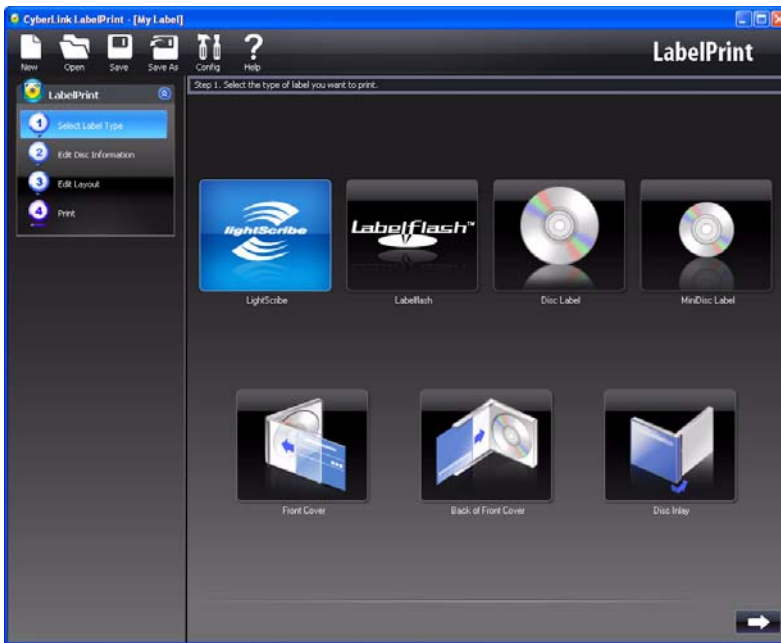 CyberLink LabelPrint - [My Label]
New Open Save Save As Config Help
LabelPrint
LabelPrint
Step 1. Select the type of label you want to print.
1 Select Label Type
2 Edit Disc Information
3 Edit Layout
4 Print
lightScribe
Labelflash™
LightScribe Labelflash Disc Label MiniDisc Label
Front Cover Back of Front Cover Disc Inlay